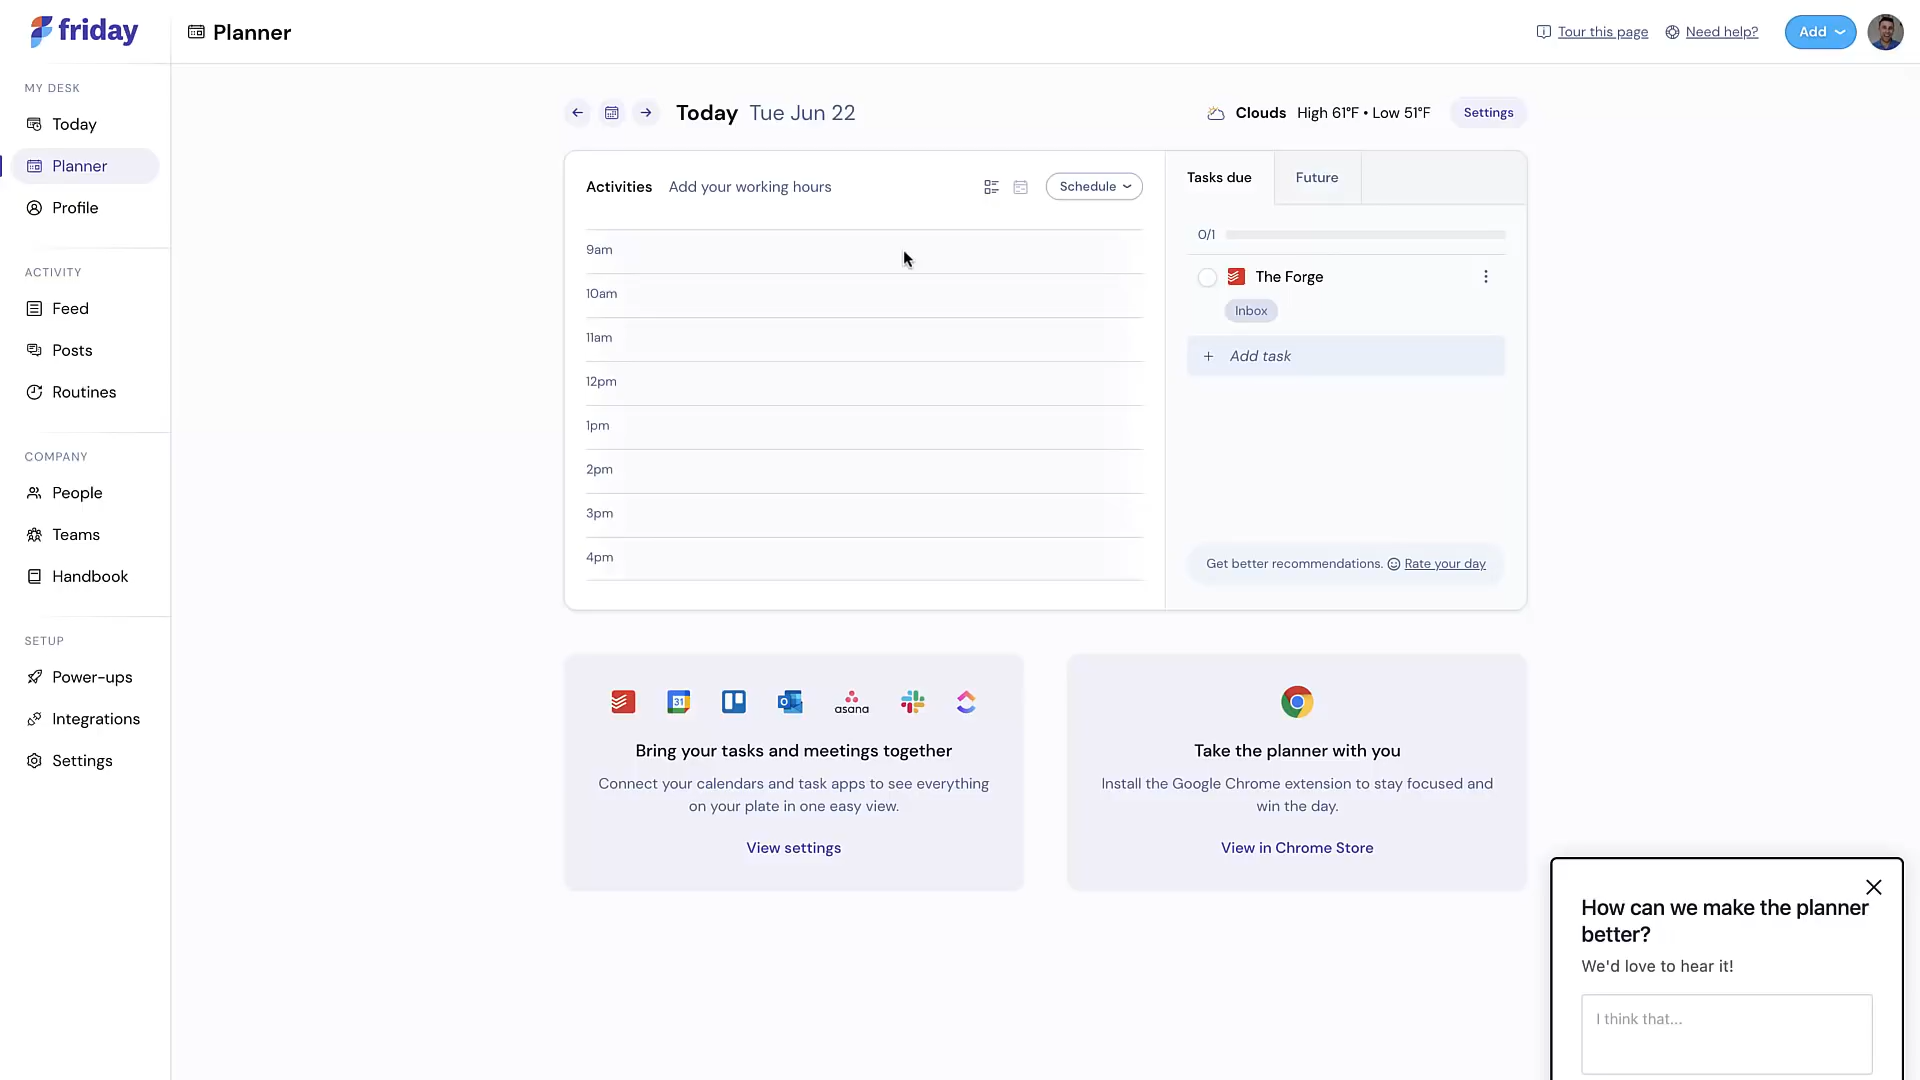 friday
Planner
Tour this page
Need help?
Add
MY DESK
Today
Planner
Profile
ACTIVITY
Feed
Posts
Routines
COMPANY
People
Teams
Handbook
SETUP
Power-ups
Integrations
Settings
Today Tue Jun 22
Clouds High 61°F • Low 51°F
Settings
Activities Add your working hours
Schedule
9am
10am
11am
12pm
1pm
2pm
3pm
4pm
Tasks due
Future
0/1
The Forge
Inbox
+ Add task
Get better recommendations. Rate your day
31
asana
Bring your tasks and meetings together
Connect your calendars and task apps to see everything
on your plate in one easy view.
View settings
Take the planner with you
Install the Google Chrome extension to stay focused and
win the day.
View in Chrome Store
How can we make the planner
better?
We'd love to hear it!
I think that...